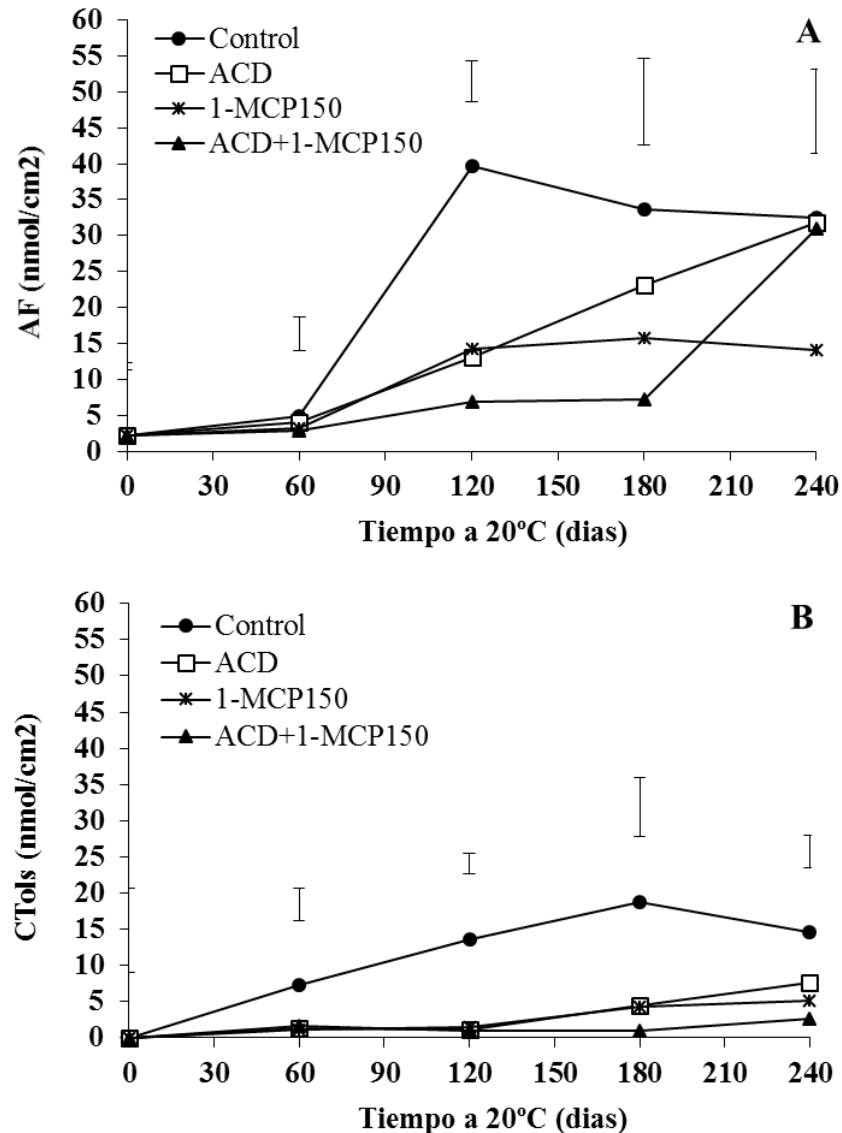 A
Control
ACD
1-MCP150
ACD+1-MCP150
AF (nmol/cm2)
60
55
50
45
40
35
30
25
20
15
10
5
0
0 30 60 90 120 150 180 210 240
Tiempo a 20ºC (dias)
B
Control
ACD
1-MCP150
ACD+1-MCP150
CTols (nmol/cm2)
60
55
50
45
40
35
30
25
20
15
10
5
0
0 30 60 90 120 150 180 210 240
Tiempo a 20ºC (dias)